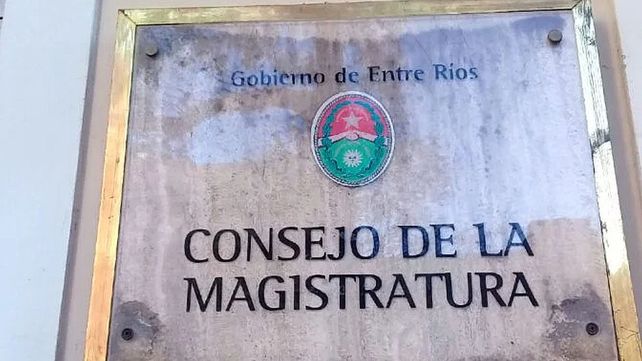 Gobierno de Entre Ríos
CONSEJO DE LA
MAGISTRATURA